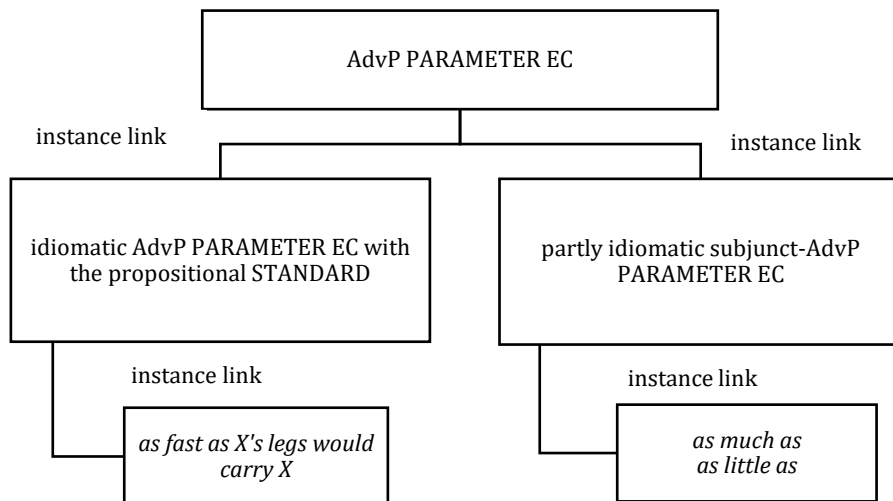 AdvP PARAMETER EC
instance link
instance link
idiomatic AdvP PARAMETER EC with
the propositional STANDARD
partly idiomatic subjunct-AdvP
PARAMETER EC
instance link
instance link
as fast as X's legs would
carry X
as much as
as little as